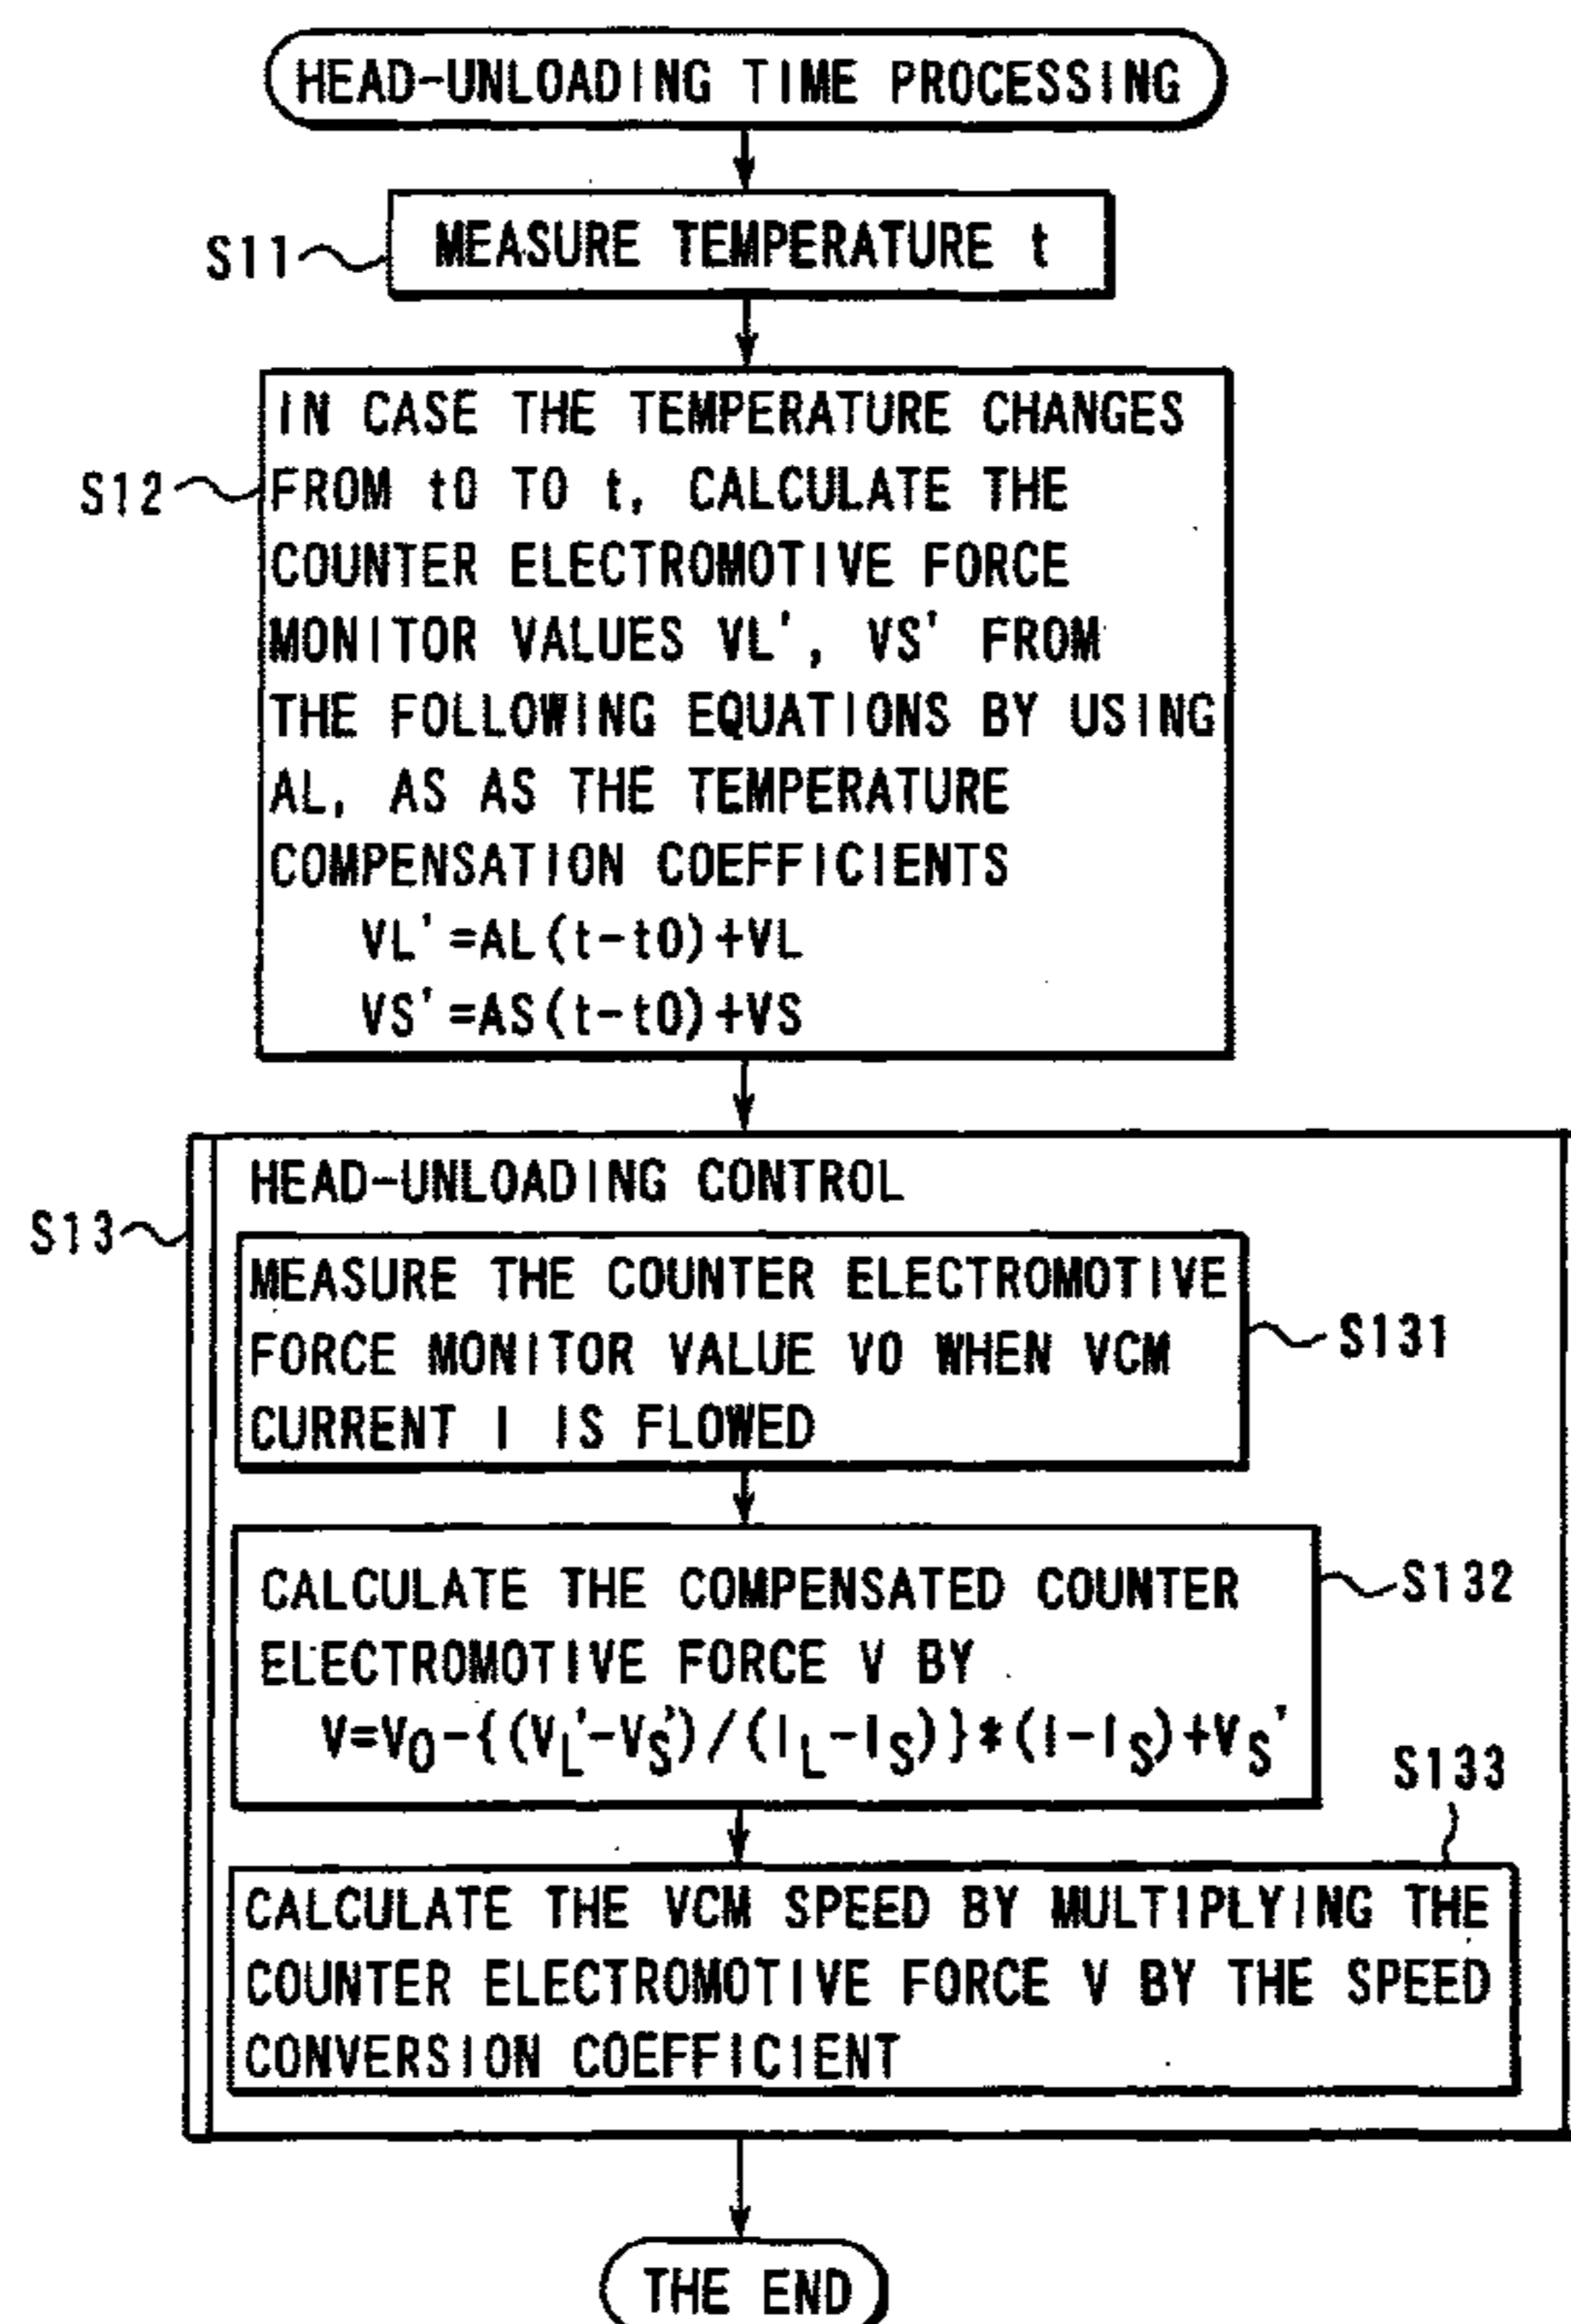 HEAD-UNLOADING TIME PROCESSING
S11
MEASURE TEMPERATURE t
S12
IN CASE THE TEMPERATURE CHANGES
FROM t0 TO t, CALCULATE THE
COUNTER ELECTROMOTIVE FORCE
MONITOR VALUES VL', VS' FROM
THE FOLLOWING EQUATIONS BY USING
AL, AS AS THE TEMPERATURE
COMPENSATION COEFFICIENTS
VL'=AL(t-t0)+VL
VS'=AS(t-t0)+VS
S13
HEAD-UNLOADING CONTROL
MEASURE THE COUNTER ELECTROMOTIVE
FORCE MONITOR VALUE V0 WHEN VCM
CURRENT I IS FLOWED
S131
CALCULATE THE COMPENSATED COUNTER
ELECTROMOTIVE FORCE V BY
V=V0-{(VL'-VS')/(IL-IS)}*(I-IS)+VS'
S132
S133
CALCULATE THE VCM SPEED BY MULTIPLYING THE
COUNTER ELECTROMOTIVE FORCE V BY THE SPEED
CONVERSION COEFFICIENT
THE END